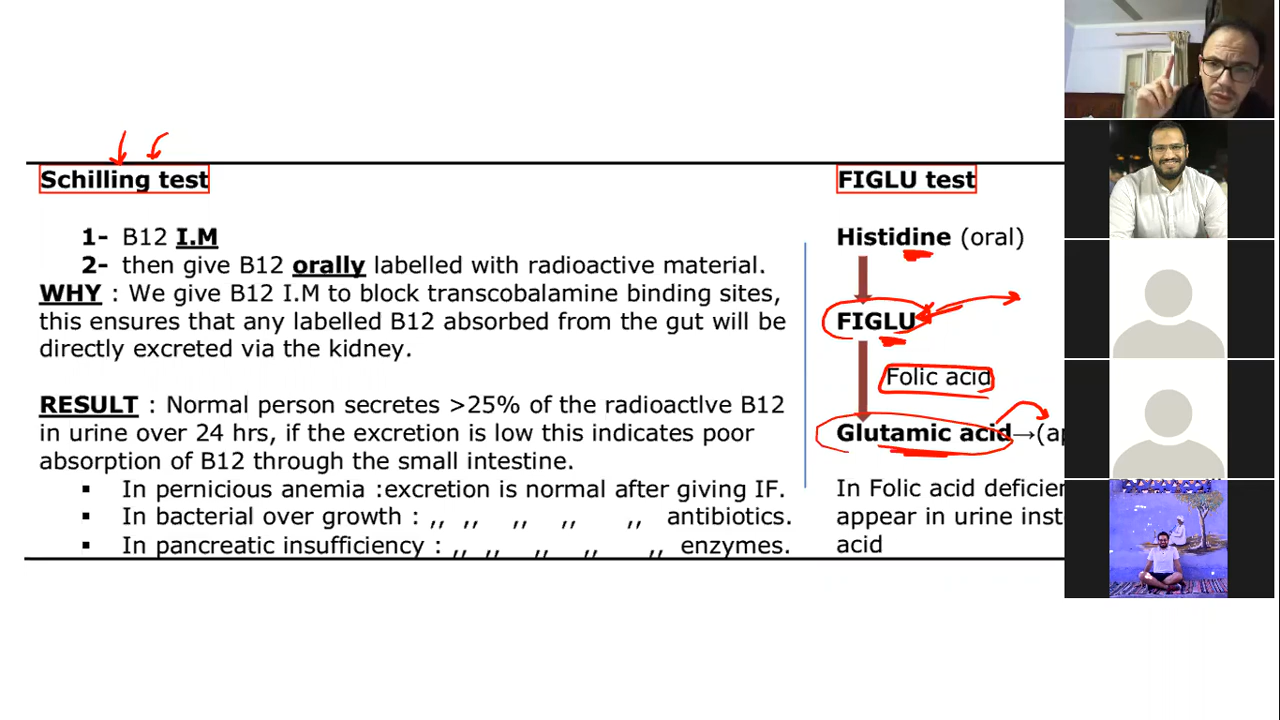 Schilling test
1- B12 I.M
2- then give B12 orally labelled with radioactive material.
WHY : We give B12 I.M to block transcobalamine binding sites,
this ensures that any labelled B12 absorbed from the gut will be
directly excreted via the kidney.
RESULT : Normal person secretes >25% of the radioactlve B12
in urine over 24 hrs, if the excretion is low this indicates poor
absorption of B12 through the small intestine.
▪ In pernicious anemia :excretion is normal after giving IF.
▪ In bacterial over growth : ,, ,, ,, ,, ,, antibiotics.
▪ In pancreatic insufficiency : ,, ,, ,, ,, ,, enzymes.
FIGLU test
Histidine (oral)
FIGLU
Folic acid
Glutamic acid→
In Folic acid
appear in urine
acid